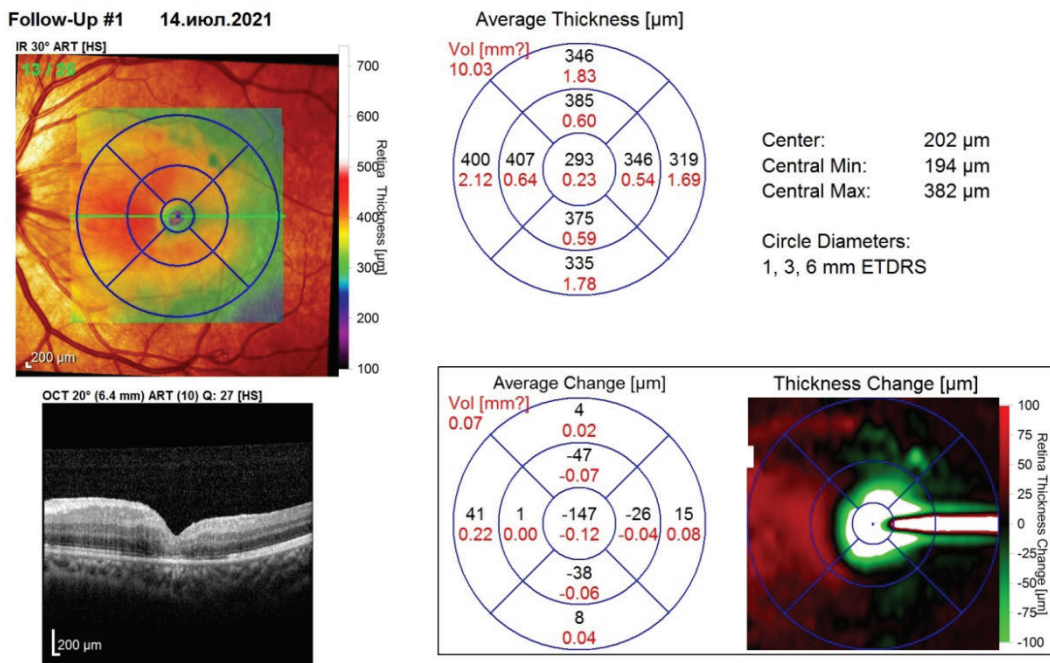 Follow-Up #1 14.июл.2021
IR 30° ART [HS]
13 / 25
700
600
500
400
300
200
100
Retina Thickness [µm]
200 µm
OCT 20° (6.4 mm) ART (10) Q: 27 [HS]
200 µm
Average Thickness [µm]
Vol [mm?]
10.03
346
1.83
385
0.60
400 407 293 346 319
2.12 0.64 0.23 0.54 1.69
375
0.59
335
1.78
Center: 202 µm
Central Min: 194 µm
Central Max: 382 µm
Circle Diameters:
1, 3, 6 mm ETDRS
Average Change [µm]
Vol [mm?]
0.07
4
0.02
-47
-0.07
41 1 -147 -26 15
0.22 0.00 -0.12 -0.04 0.08
-38
-0.06
8
0.04
Thickness Change [µm]
100
75
50
25
0
-25
-50
-75
-100
Retina Thickness Change [µm]